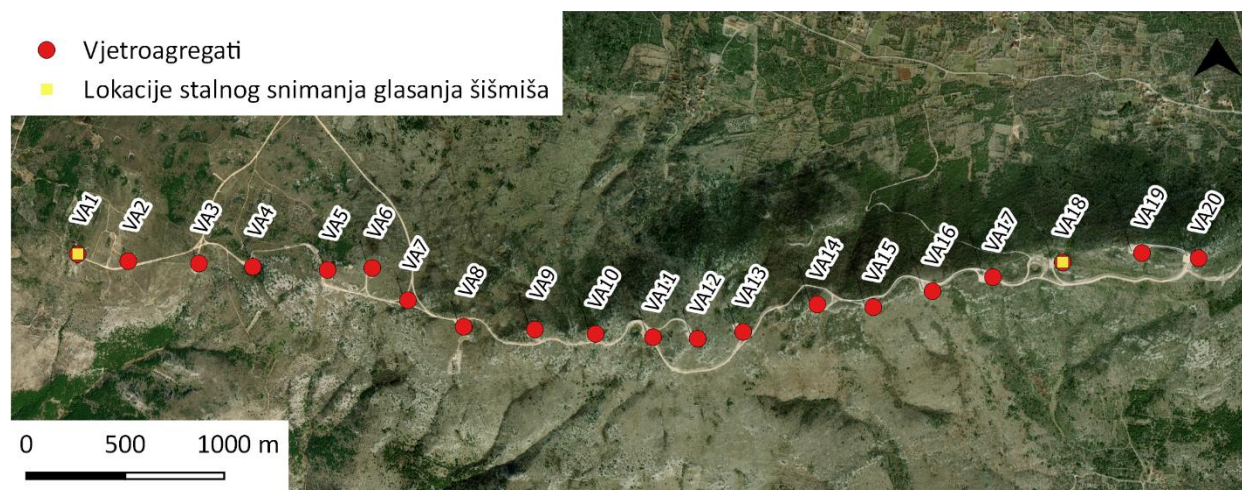 Vjetroagregati
Lokacije stalnog snimanja glasanja šišmiša
VA1
VA2
VA3
VA4
VA5
VA6
VA7
VA8
VA9
VA10
VA11
VA12
VA13
VA14
VA15
VA16
VA17
VA18
VA19
VA20
0 500 1000 m